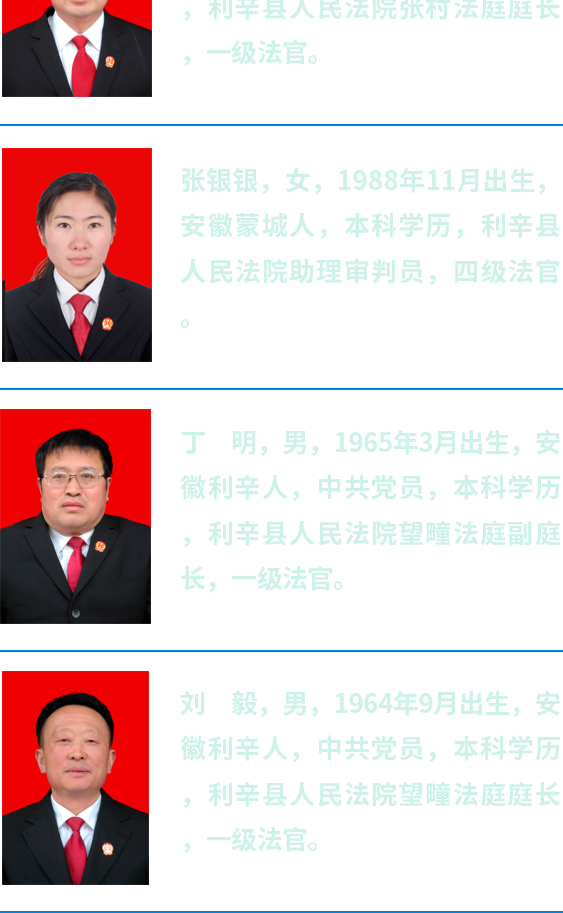 ，利辛县人民法院张村法庭庭长
，一级法官。
张银银，女，1988年11月出生，
安徽蒙城人，本科学历，利辛县
人民法院助理审判员，四级法官
。
丁　明，男，1965年3月出生，安
徽利辛人，中共党员，本科学历
，利辛县人民法院望疃法庭副庭
长，一级法官。
刘　毅，男，1964年9月出生，安
徽利辛人，中共党员，本科学历
，利辛县人民法院望疃法庭庭长
，一级法官。